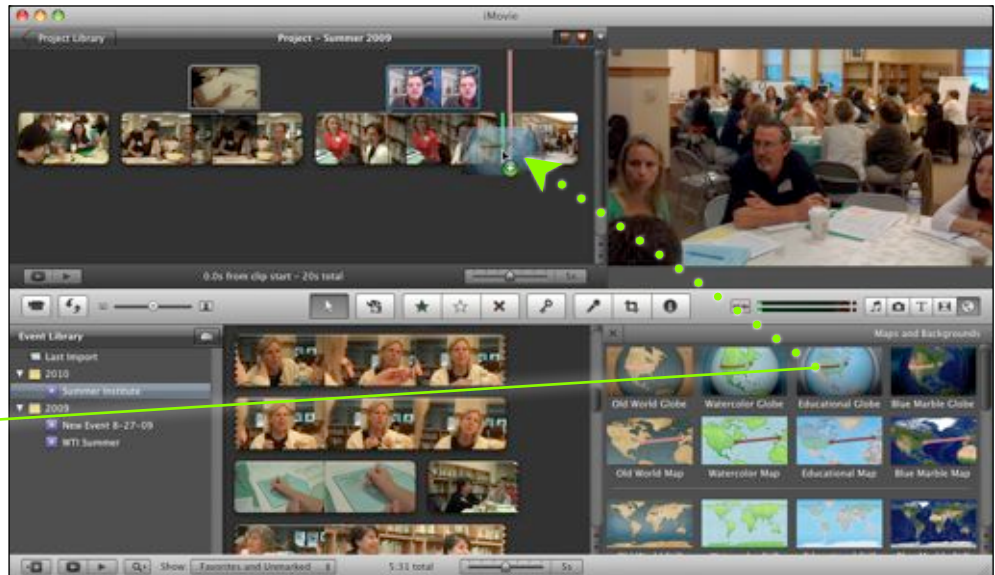 iMovie
Project Library
Project - Summer 2009
0.0s from clip start - 20s total
5s
Event Library
Last Import
2010
Summer Institute
2009
New Event 8-27-09
WTI Summer
Maps and Backgrounds
Old World Globe Watercolor Globe Educational Globe Blue Marble Globe
Old World Map Watercolor Map Educational Map Blue Marble Map
Show: Favorites and Unmarked
5:31 total
5s